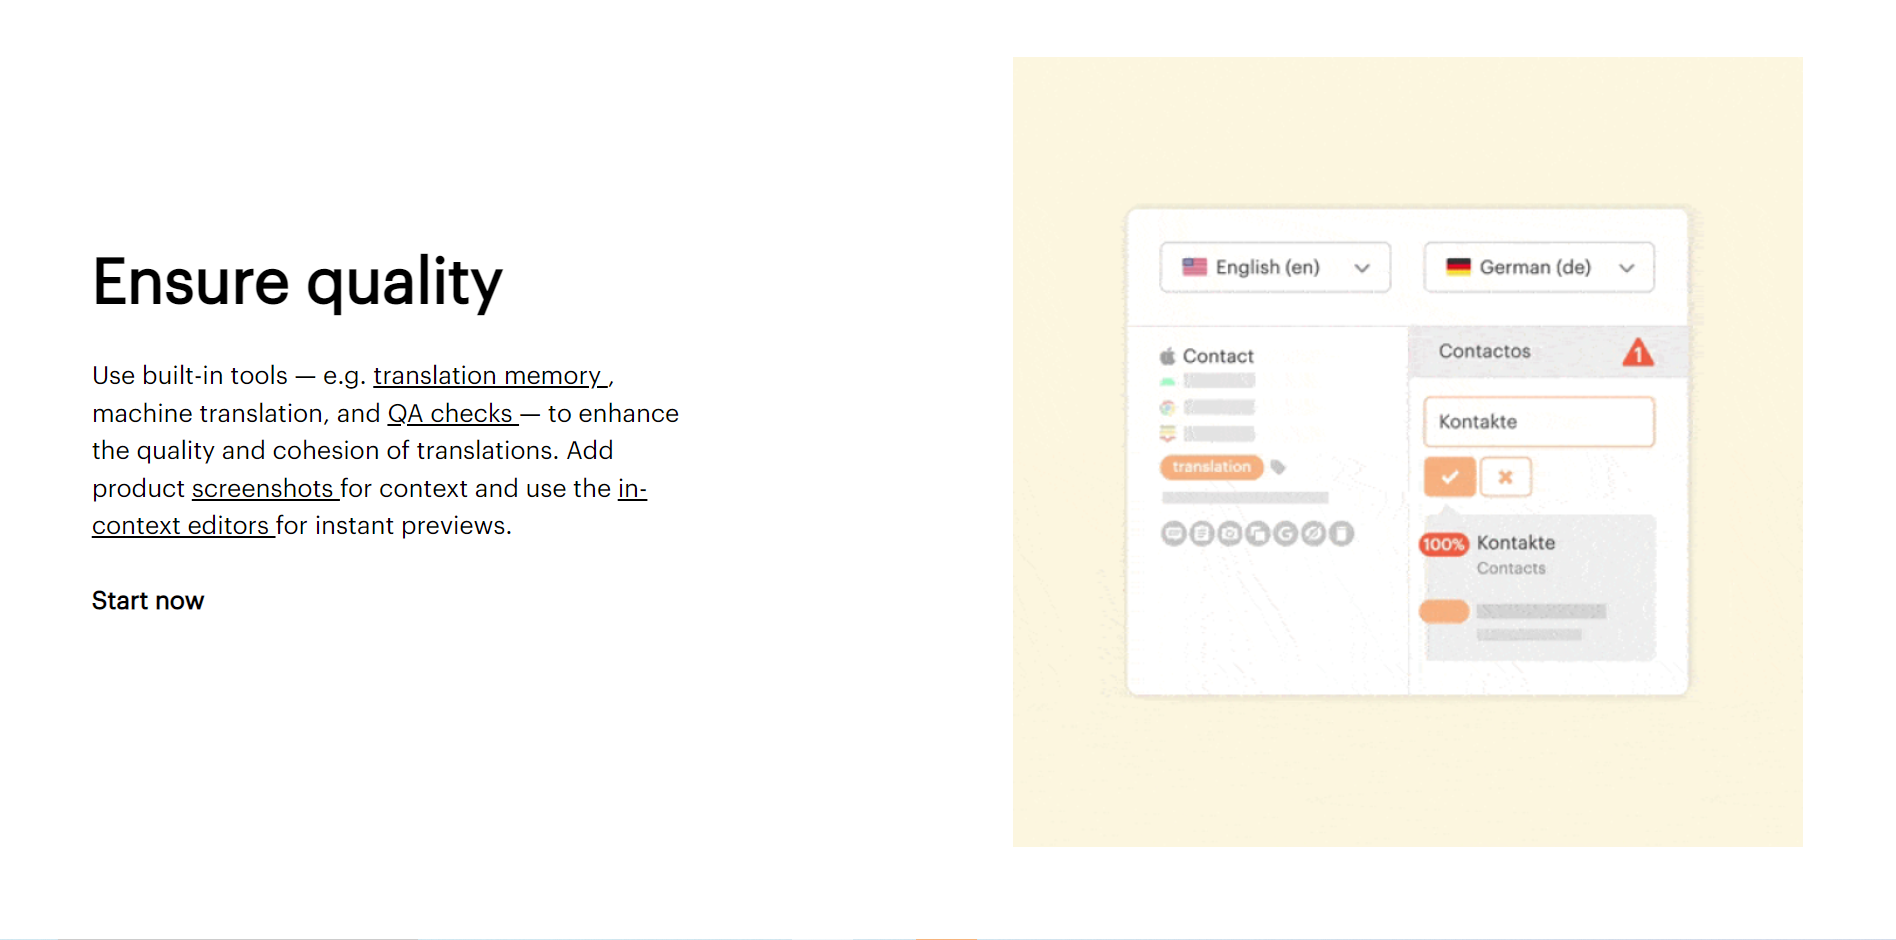 Ensure quality
Use built-in tools — e.g. translation memory ,
machine translation, and QA checks — to enhance
the quality and cohesion of translations. Add
product screenshots for context and use the in-
context editors for instant previews.
Start now
English (en)
German (de)
Contact
translation
Contactos
1
Kontakte
100% Kontakte
Contacts